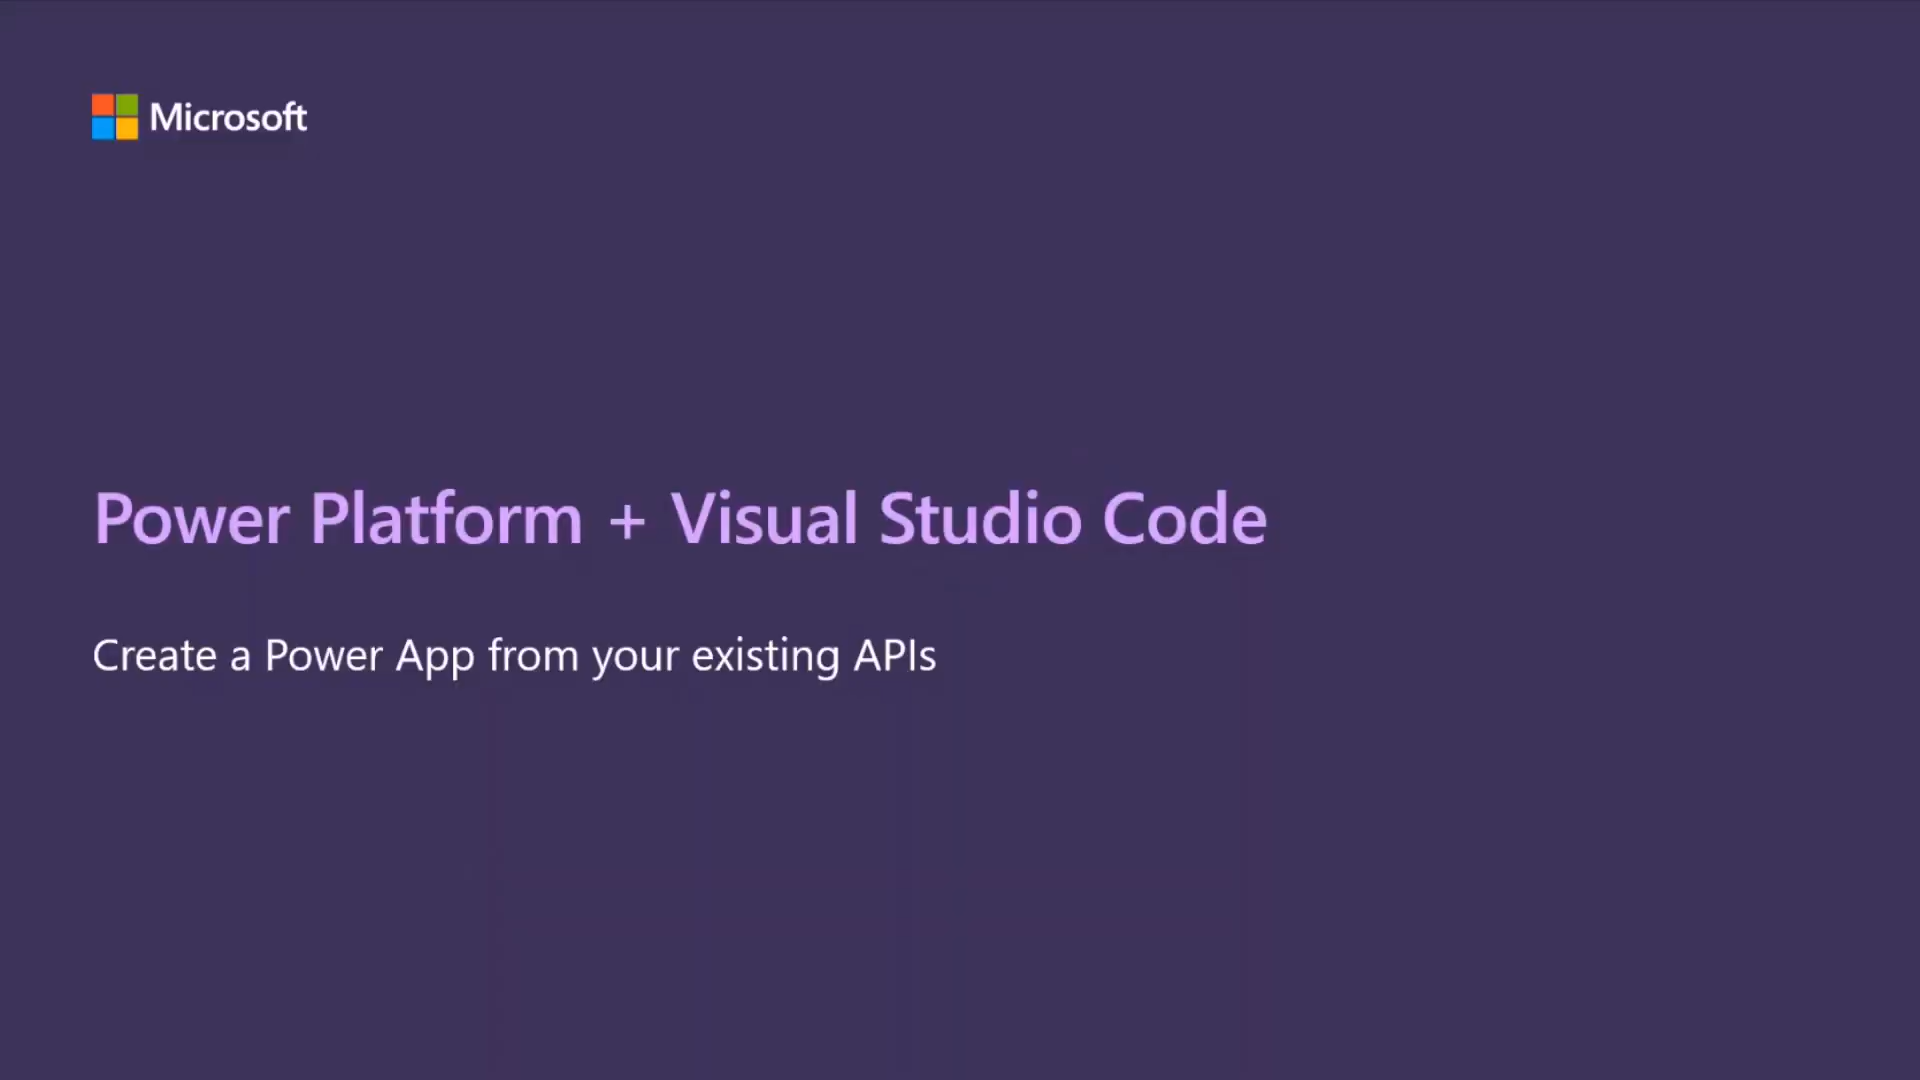 Microsoft
Power Platform + Visual Studio Code
Create a Power App from your existing APIs